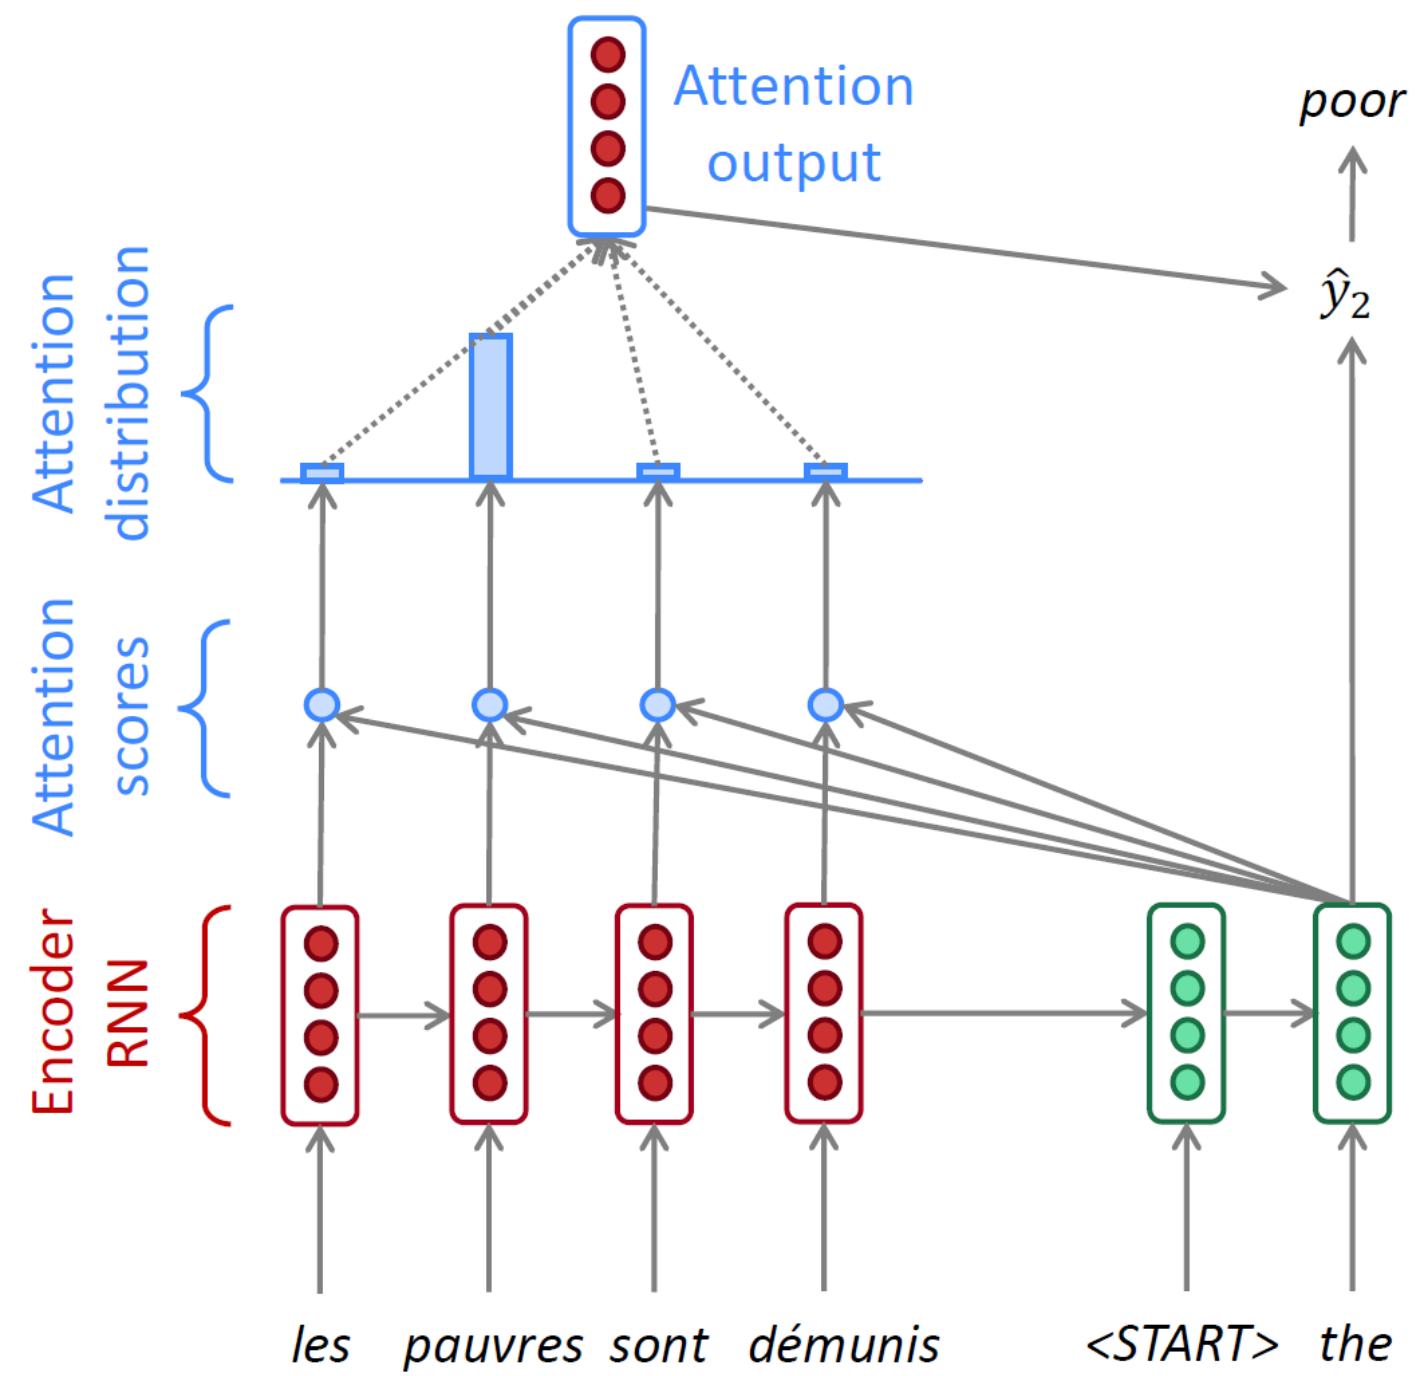 Attention
output
poor
ŷ₂
Attention
distribution
Attention
scores
Encoder
RNN
les pauvres sont démunis <START> the